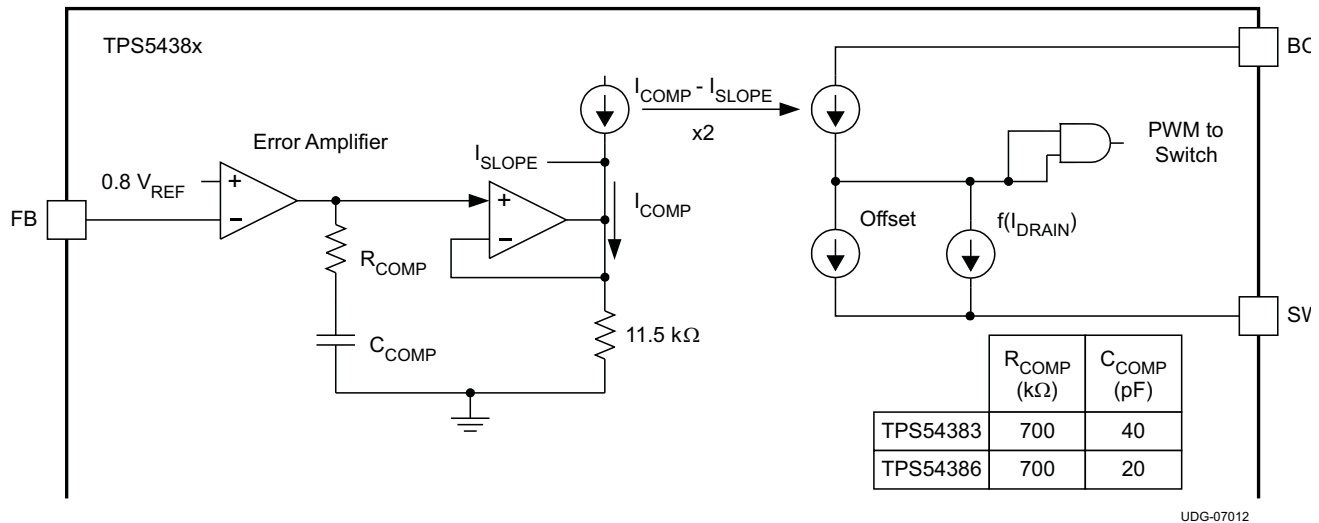 TPS5438x
BO
I_COMP - I_SLOPE
x2
Error Amplifier
I_SLOPE
PWM to
Switch
0.8 V_REF
+
-
+
-
FB
I_COMP
Offset
f(I_DRAIN)
R_COMP
C_COMP
11.5 kΩ
SW
R_COMP (kΩ) C_COMP (pF)
TPS54383 700 40
TPS54386 700 20
UDG-07012